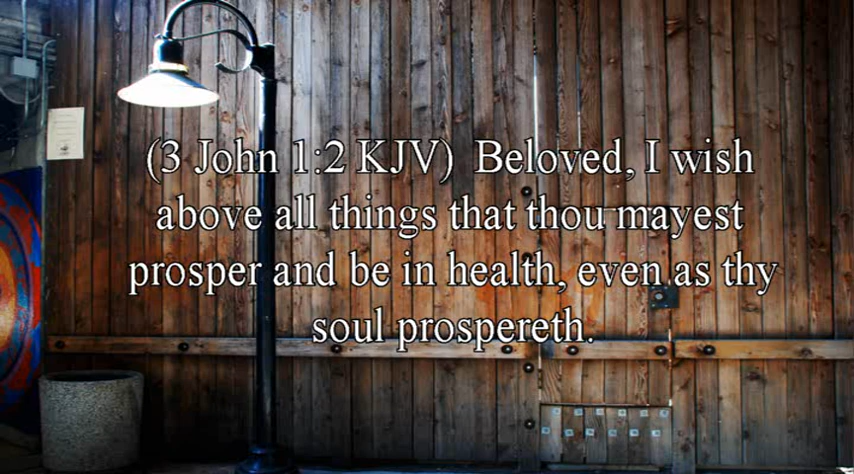 (3 John 1:2 KJV)  Beloved, I wish
above all things that thou mayest
prosper and be in health, even as thy
soul prospereth.